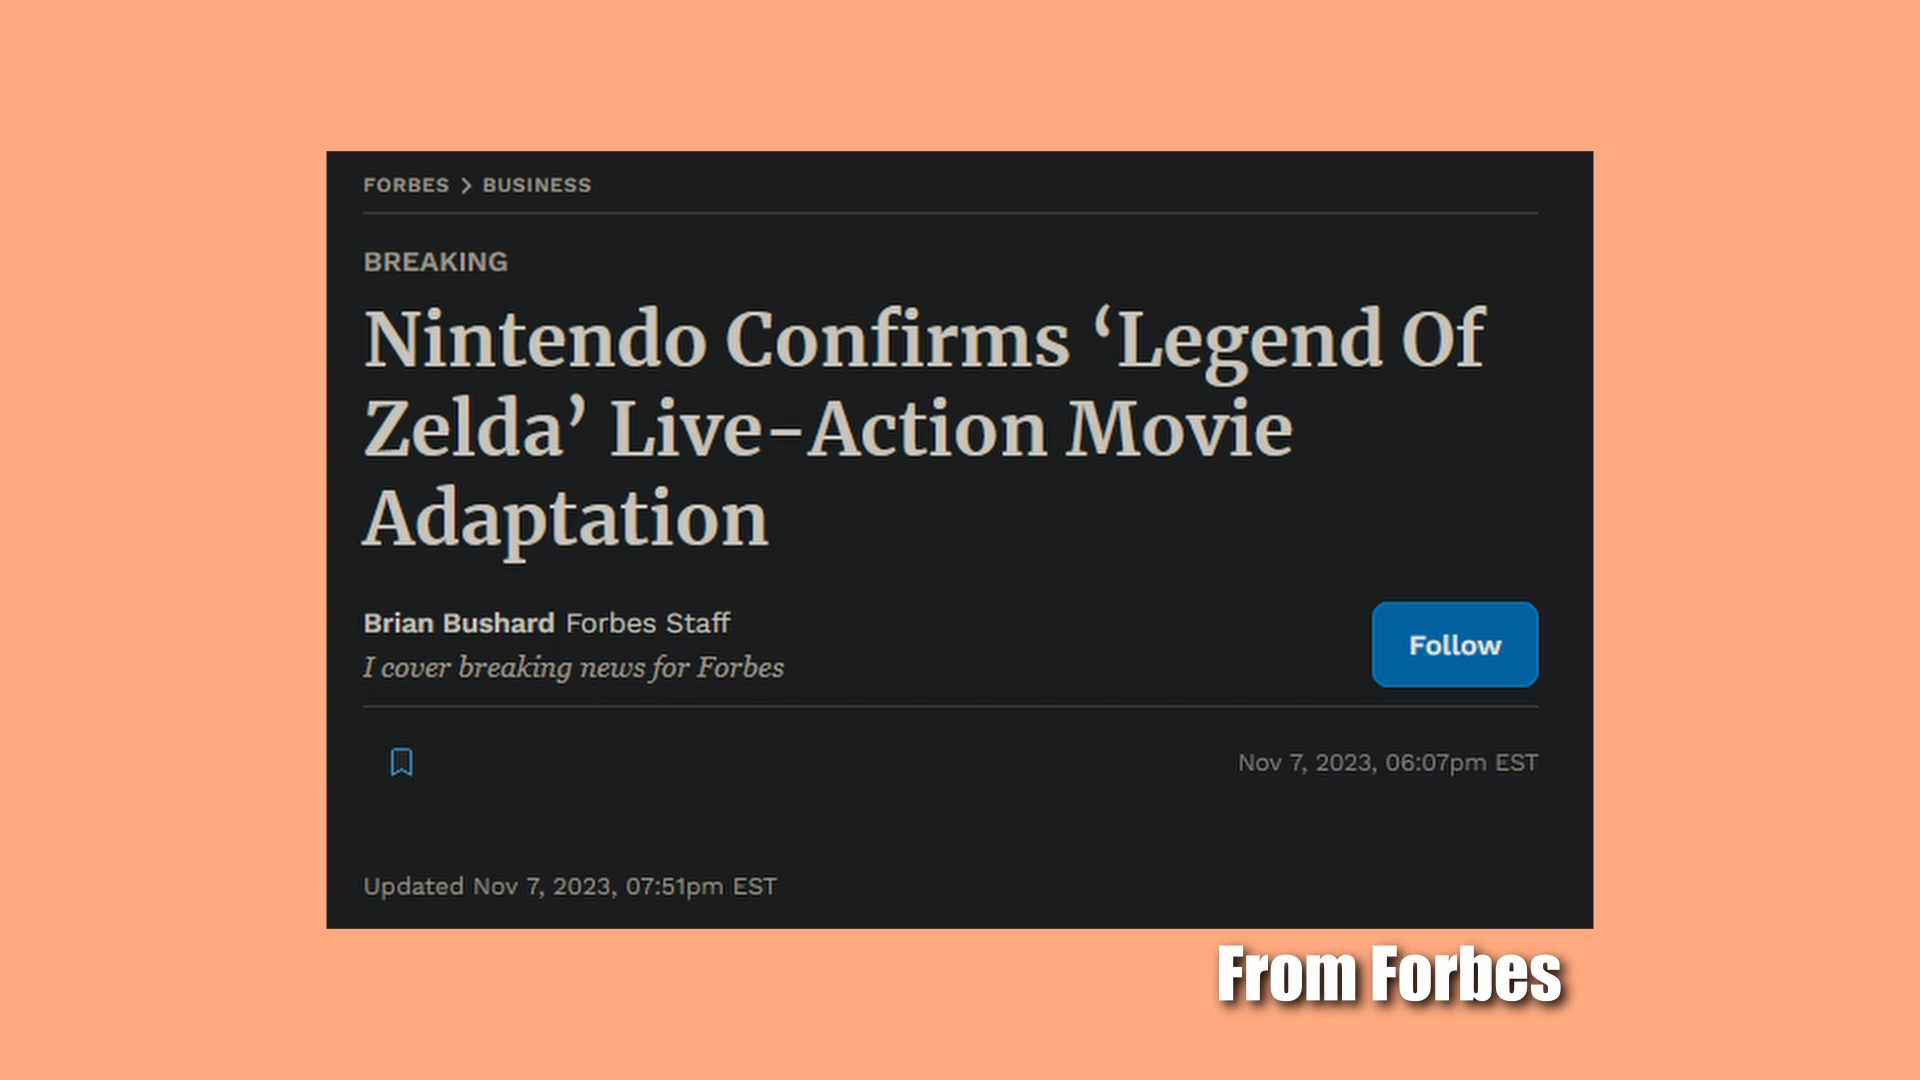 FORBES > BUSINESS
BREAKING
Nintendo Confirms ‘Legend Of
Zelda’ Live-Action Movie
Adaptation
Brian Bushard Forbes Staff
I cover breaking news for Forbes
Follow
Nov 7, 2023, 06:07pm EST
Updated Nov 7, 2023, 07:51pm EST
From Forbes